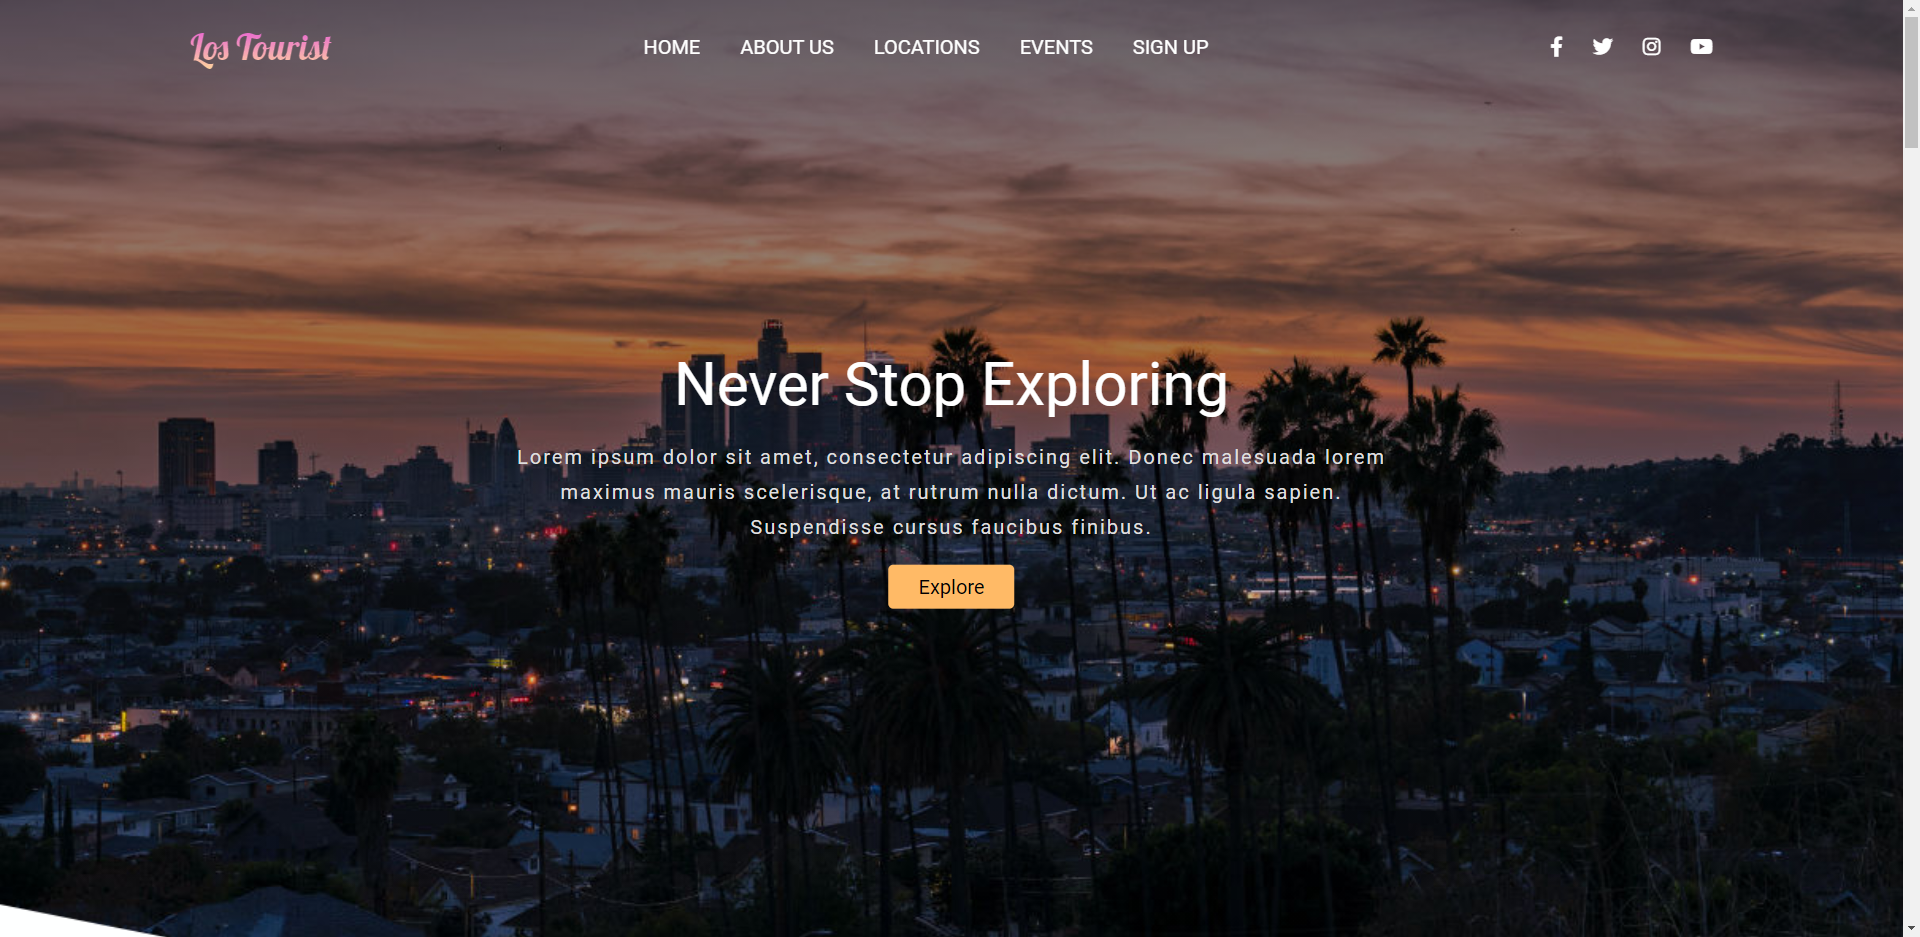 Los Tourist
HOME ABOUT US LOCATIONS EVENTS SIGN UP
Never Stop Exploring
Lorem ipsum dolor sit amet, consectetur adipiscing elit. Donec malesuada lorem
maximus mauris scelerisque, at rutrum nulla dictum. Ut ac ligula sapien.
Suspendisse cursus faucibus finibus.
Explore